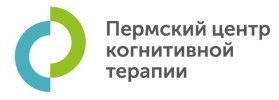 Пермский центр
когнитивной
терапии